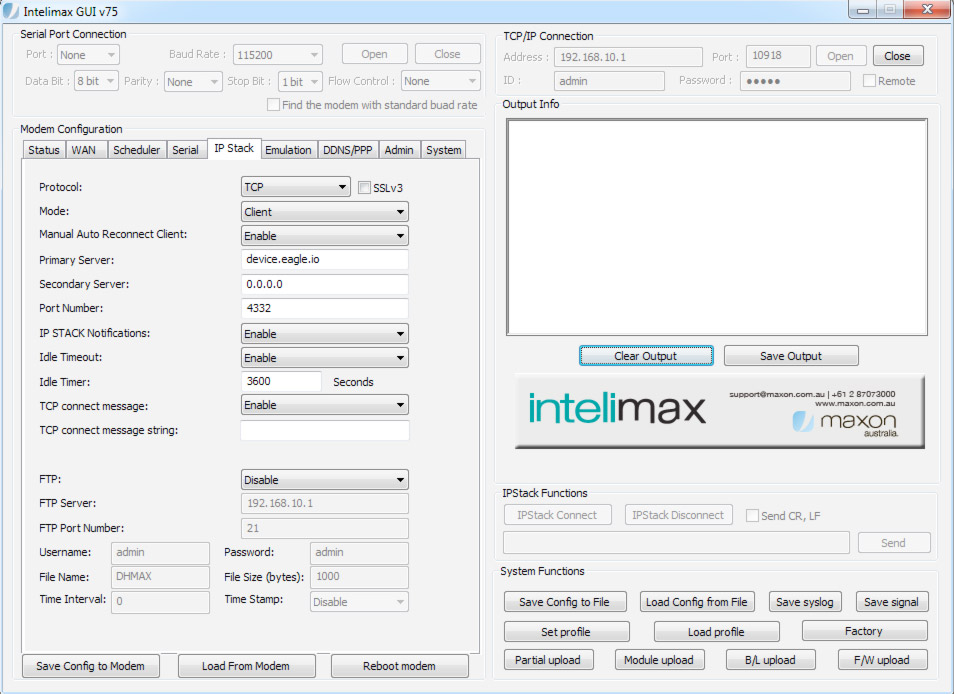 Intelimax GUI v75
Serial Port Connection
Port : None Baud Rate : 115200 Open Close
Data Bit : 8 bit Parity : None Stop Bit : 1 bit Flow Control : None
Find the modem with standard buad rate
TCP/IP Connection
Address : 192.168.10.1 Port : 10918 Open Close
ID : admin Password : ●●●●● Remote
Modem Configuration
Status WAN Scheduler Serial IP Stack Emulation DDNS/PPP Admin System
Protocol: TCP SSLv3
Mode: Client
Manual Auto Reconnect Client: Enable
Primary Server: device.eagle.io
Secondary Server: 0.0.0.0
Port Number: 4332
IP STACK Notifications: Enable
Idle Timeout: Enable
Idle Timer: 3600 Seconds
TCP connect message: Enable
TCP connect message string:
FTP: Disable
FTP Server: 192.168.10.1
FTP Port Number: 21
Username: admin Password: admin
File Name: DHMAX File Size (bytes): 1000
Time Interval: 0 Time Stamp: Disable
Save Config to Modem Load From Modem Reboot modem
Output Info
Clear Output Save Output
intelimax
support@maxon.com.au | +61 2 87073000
www.maxon.com.au
maxon
australia.
IPStack Functions
IPStack Connect IPStack Disconnect Send CR, LF
Send
System Functions
Save Config to File Load Config from File Save syslog Save signal
Set profile Load profile Factory
Partial upload Module upload B/L upload F/W upload